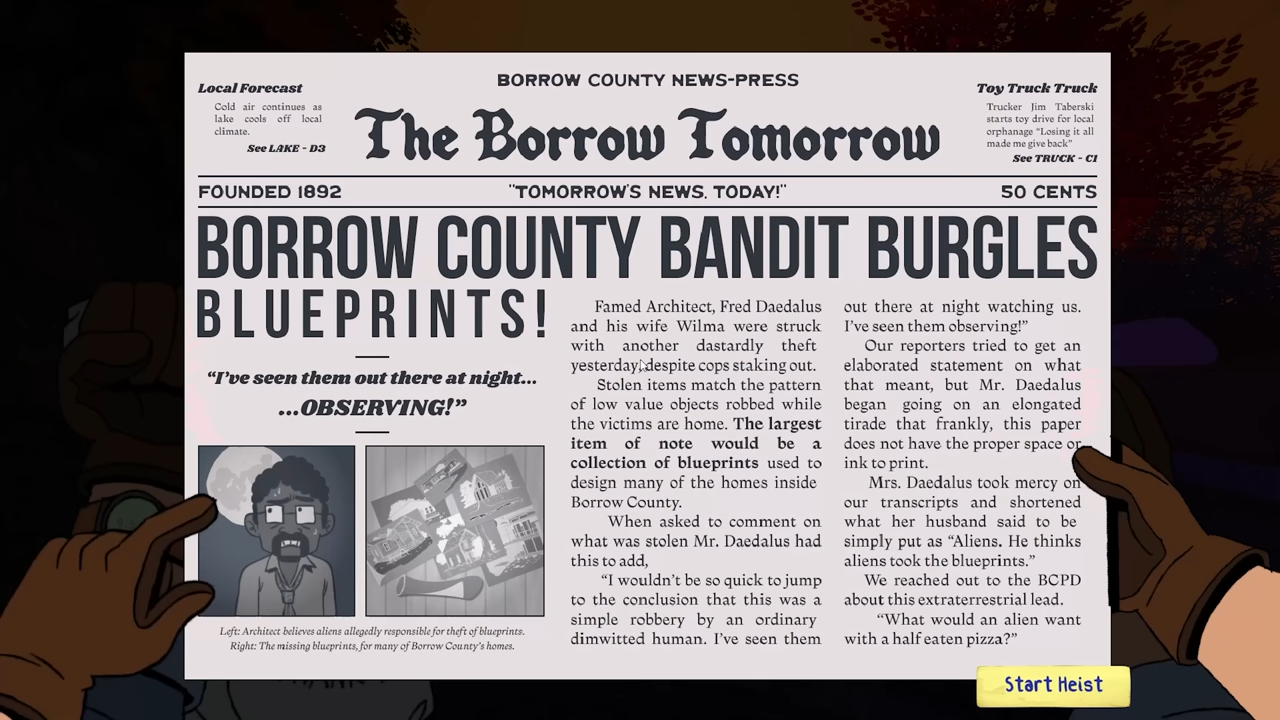 Local Forecast
Cold air continues as
lake cools off local
climate.
See LAKE - D3
BORROW COUNTY NEWS-PRESS
The Borrow Tomorrow
Toy Truck Truck
Trucker Jim Taberski
starts toy drive for local
orphanage "Losing it all
made me give back"
See TRUCK - C1
FOUNDED 1892
"TOMORROW'S NEWS, TODAY!"
50 CENTS
BORROW COUNTY BANDIT BURGLES
BLUEPRINTS!
"I've seen them out there at night...
...OBSERVING!"
Left: Architect believes aliens allegedly responsible for theft of blueprints.
Right: The missing blueprints, for many of Borrow County's homes.
Famed Architect, Fred Daedalus
and his wife Wilma were struck
with another dastardly theft
yesterday, despite cops staking out.
Stolen items match the pattern
of low value objects robbed while
the victims are home. The largest
item of note would be a
collection of blueprints used to
design many of the homes inside
Borrow County.
When asked to comment on
what was stolen Mr. Daedalus had
this to add,
"I wouldn't be so quick to jump
to the conclusion that this was a
simple robbery by an ordinary
dimwitted human. I've seen them
out there at night watching us.
I've seen them observing!"
Our reporters tried to get an
elaborated statement on what
that meant, but Mr. Daedalus
began going on an elongated
tirade that frankly, this paper
does not have the proper space or
ink to print.
Mrs. Daedalus took mercy on
our transcripts and shortened
what her husband said to be
simply put as "Aliens. He thinks
aliens took the blueprints."
We reached out to the BCPD
about this extraterrestrial lead.
"What would an alien want
with a half eaten pizza?"
Start Heist